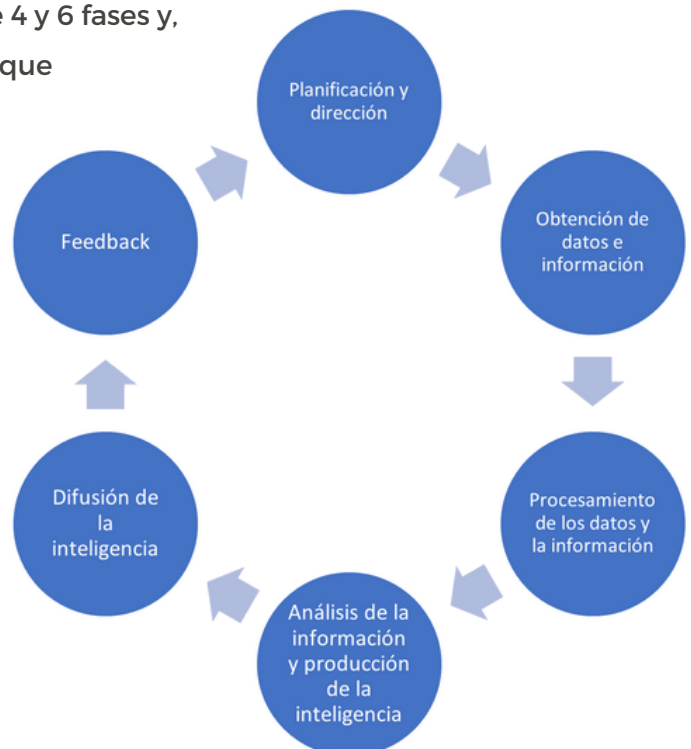 e 4 y 6 fases y,
que
Planificación y
dirección
Obtención de
datos e
información
Procesamiento
de los datos y
la información
Análisis de la
información
y producción
de la
inteligencia
Difusión de
la
inteligencia
Feedback